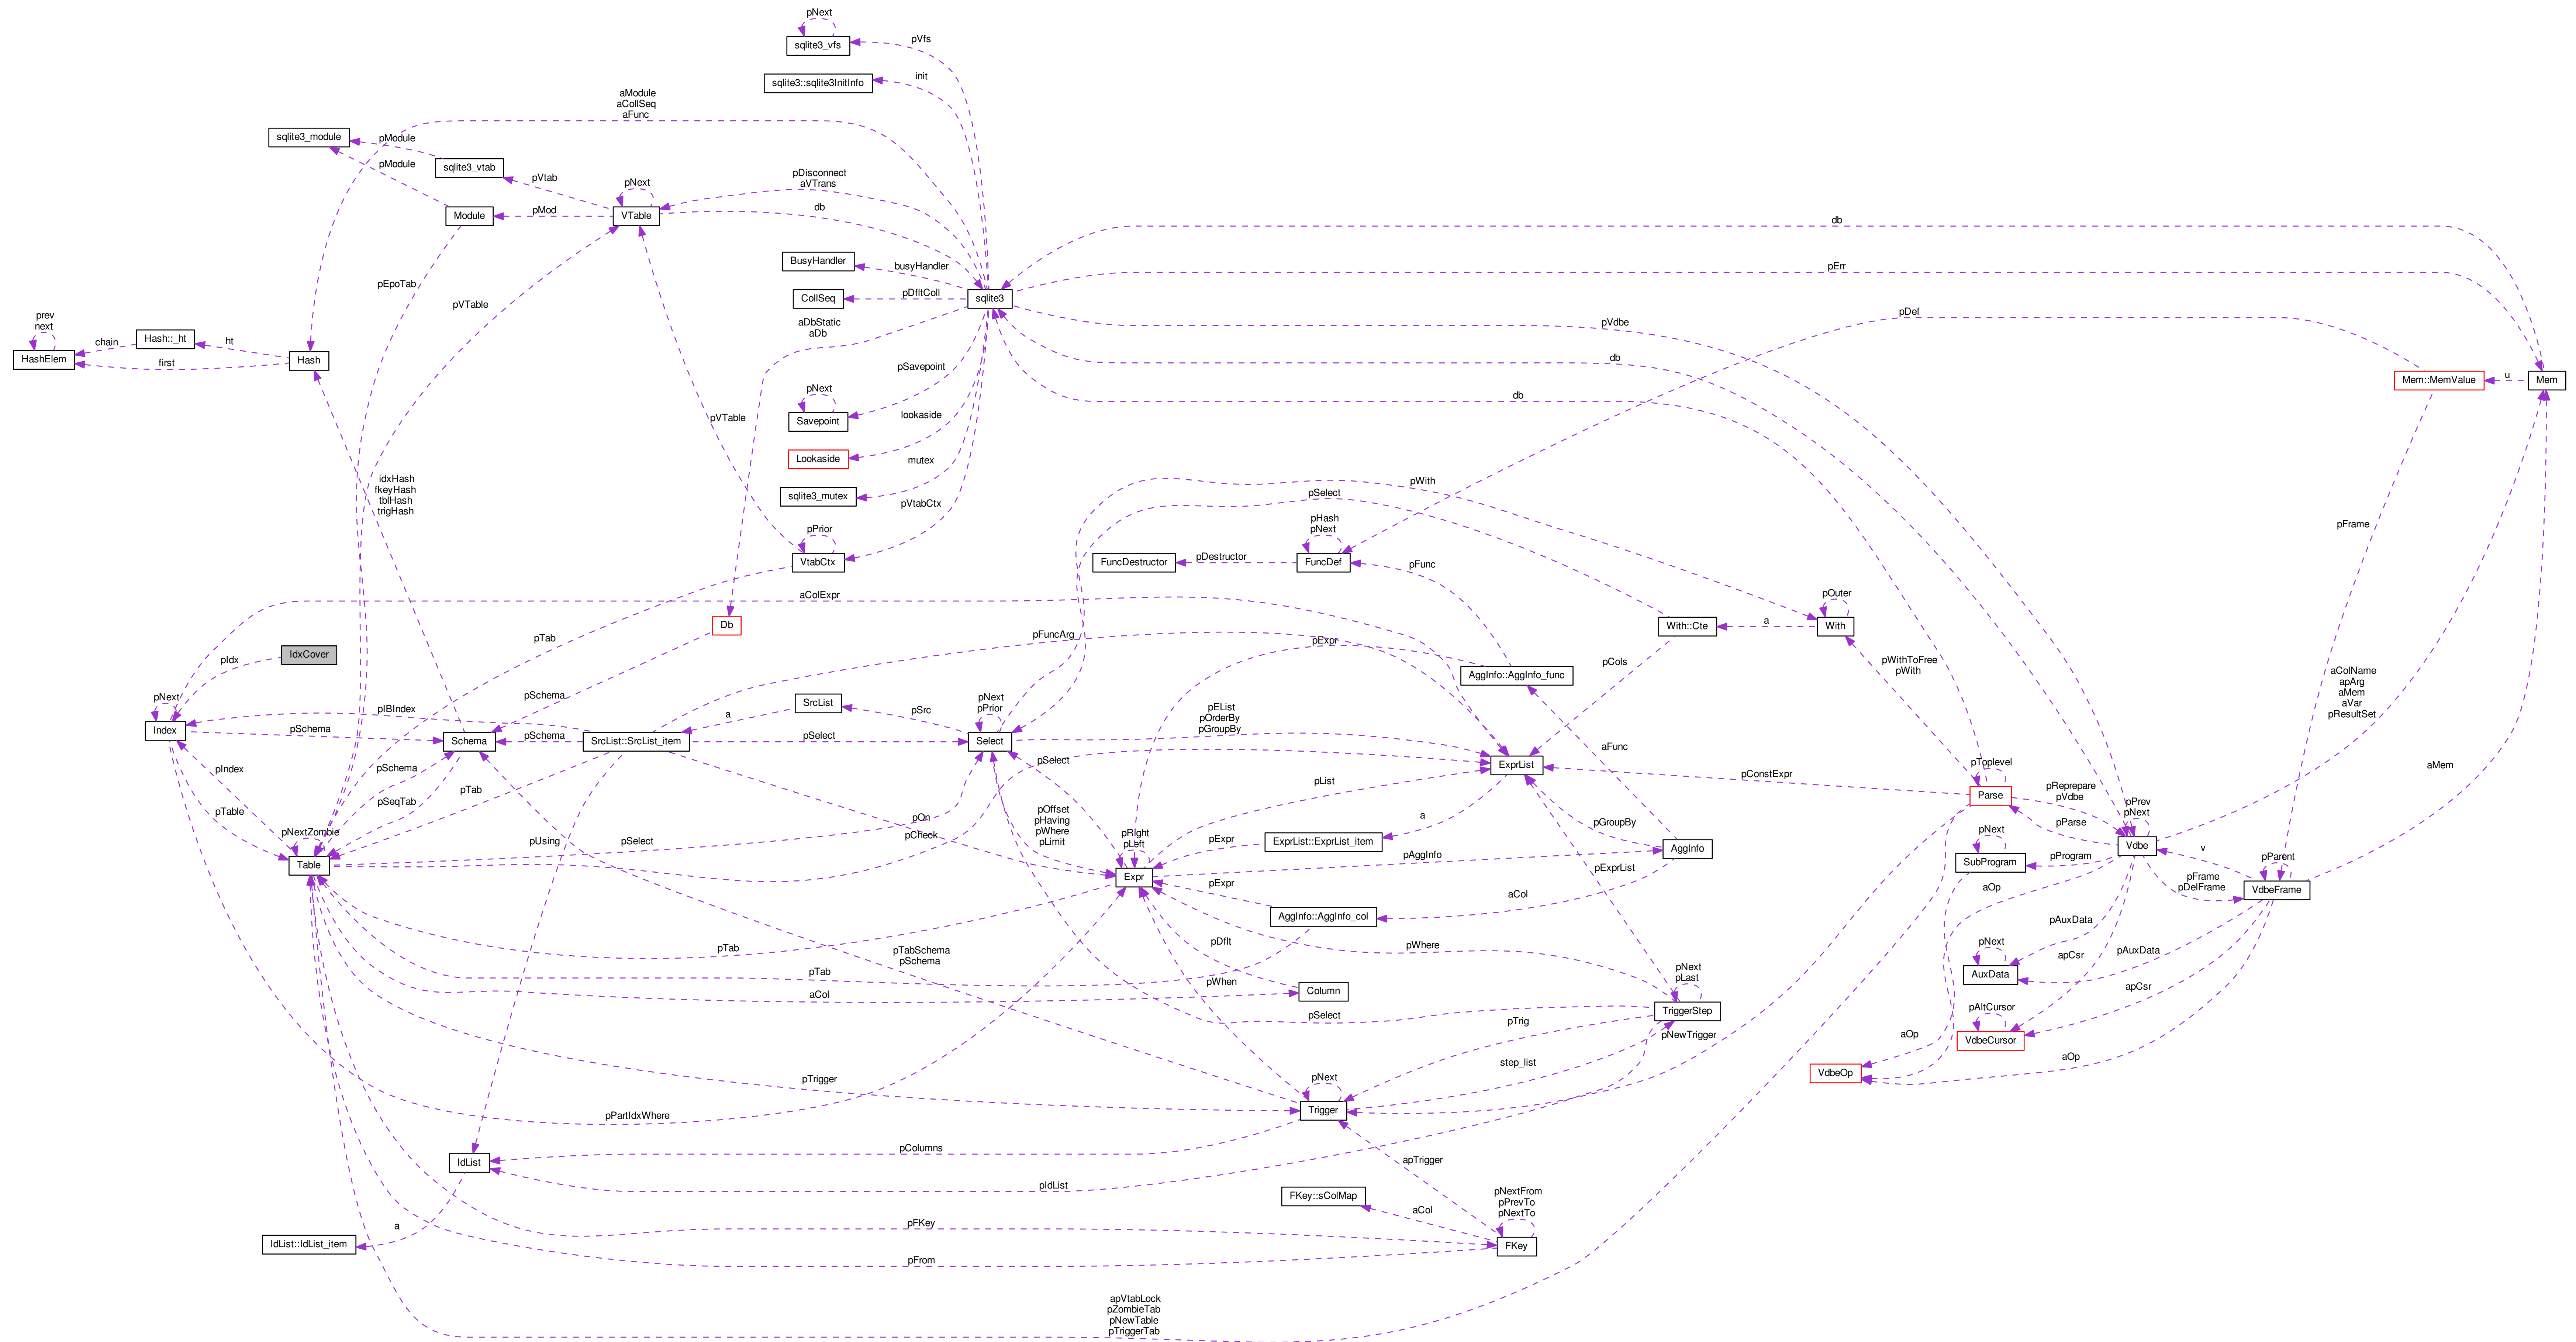 pNext
sqlite3_vfs
pVfs
sqlite3::sqlite3InitInfo
init
aModule
aCollSeq
aFunc
sqlite3_module
pModule
sqlite3_vtab
pModule
pVtab
pNext
pDisconnect
aVTrans
Module
pMod
VTable
db
db
BusyHandler
busyHandler
pErr
pEpoTab
CollSeq
pDfltColl
sqlite3
pVTable
pDef
prev
next
aDbStatic
aDb
pVdbe
Hash::_ht
ht
chain
HashElem
first
Hash
db
pSavepoint
Mem::MemValue
u
Mem
pNext
db
Savepoint
pVTable
lookaside
Lookaside
mutex
idxHash
fkeyHash
tblHash
trigHash
pWith
pSelect
sqlite3_mutex
pVtabCtx
pHash
pNext
pFrame
pPrior
VtabCtx
FuncDestructor
pDestructor
FuncDef
pFunc
pOuter
aColExpr
Db
With::Cte
a
With
pTab
pFuncArg
pExpr
IdxCover
pIdx
pCols
pWithToFree
pWith
AggInfo::AggInfo_func
aColName
apArg
aMem
aVar
pResultSet
pNext
pSchema
SrcList
pNext
pPrior
pEList
pOrderBy
pGroupBy
pIBIndex
a
pSrc
Index
pSchema
Schema
pSchema
SrcList::SrcList_item
pSelect
Select
aFunc
pSchema
pIndex
pSelect
ExprList
pToplevel
aMem
pConstExpr
pList
pTab
Parse
pReprepare
pVdbe
pSeqTab
pTable
pPrev
pNext
pOffset
pHaving
pWhere
pLimit
a
pOn
pParse
pNextZombie
pCheck
pRight
pLeft
pGroupBy
pNext
Vdbe
v
pSelect
pUsing
pExpr
ExprList::ExprList_item
AggInfo
pAggInfo
SubProgram
pProgram
pParent
Table
pExprList
Expr
pExpr
aCol
aOp
pFrame
pDelFrame
VdbeFrame
AggInfo::AggInfo_col
pAuxData
pDflt
pTab
pTabSchema
pSchema
pWhere
pNext
pAuxData
apCsr
pTab
pNext
pLast
AuxData
pWhen
aCol
Column
apCsr
pSelect
TriggerStep
pAltCursor
pTrig
pNewTrigger
aOp
VdbeCursor
step_list
aOp
pTrigger
pNext
VdbeOp
pPartIdxWhere
Trigger
pColumns
IdList
apTrigger
pIdList
FKey::sColMap
pNextFrom
pPrevTo
pNextTo
aCol
a
pFKey
IdList::IdList_item
FKey
pFrom
apVtabLock
pZombieTab
pNewTable
pTriggerTab